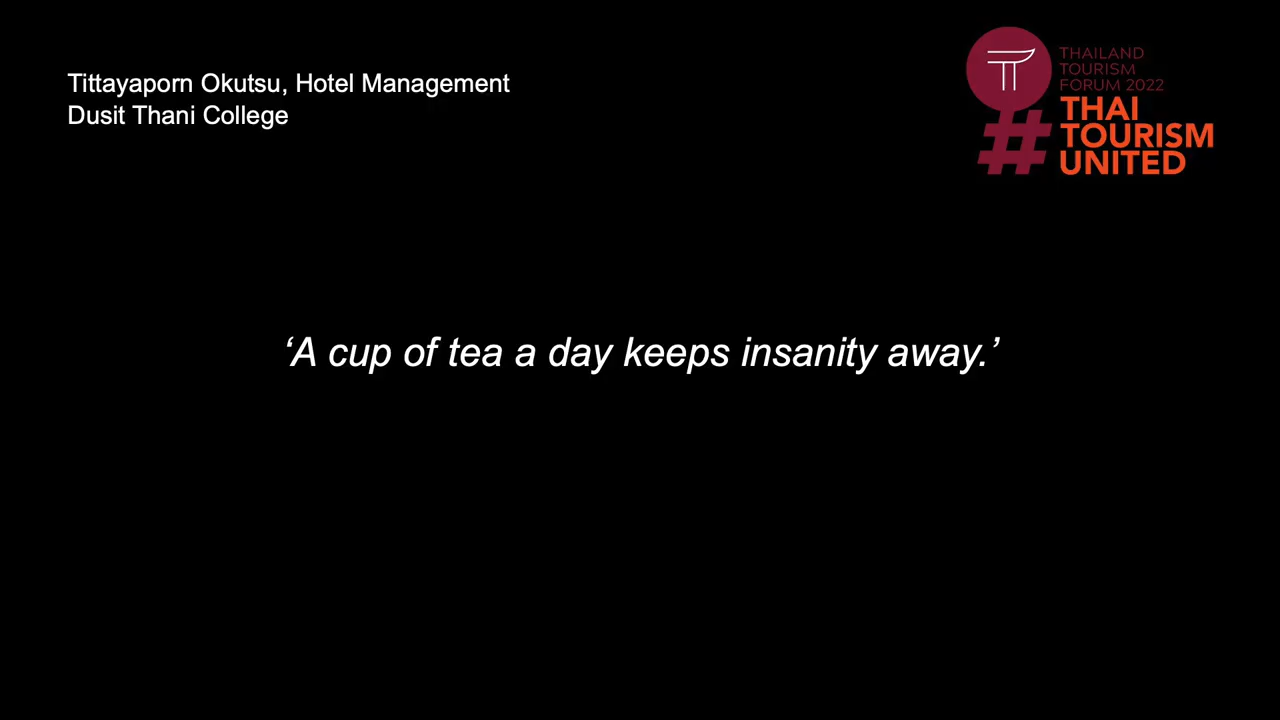 Tittayaporn Okutsu, Hotel Management
Dusit Thani College
THAILAND
TOURISM
FORUM 2022
# THAI
TOURISM
UNITED
‘A cup of tea a day keeps insanity away.’